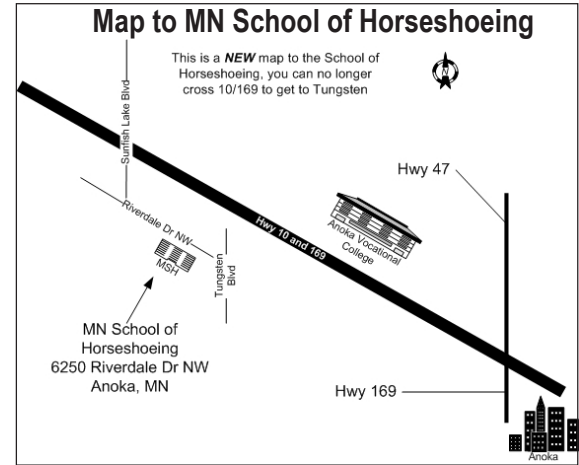 Map to MN School of Horseshoeing
This is a NEW map to the School of
Horseshoeing, you can no longer
cross 10/169 to get to Tungsten
Sunfish Lake Blvd
Hwy 47
Riverdale Dr NW
Hwy 10 and 169
Anoka Vocational
College
MSH
Tungsten
Blvd
MN School of
Horseshoeing
6250 Riverdale Dr NW
Anoka, MN
Hwy 169
Anoka